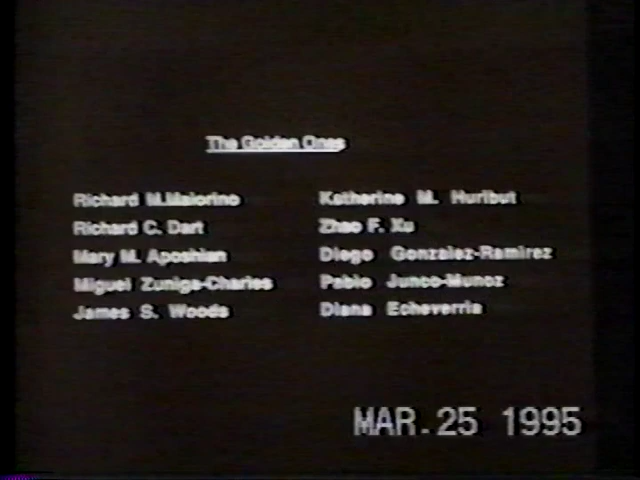 The Golden Ones
Richard M.Maiorino
Richard C. Dart
Mary M. Aposhian
Miguel Zuniga-Charles
James S. Woods
Katherine M. Hurlbut
Zhao F. Xu
Diego Gonzalez-Ramirez
Pablo Junco-Munoz
Diana Echeverria
MAR.25 1995